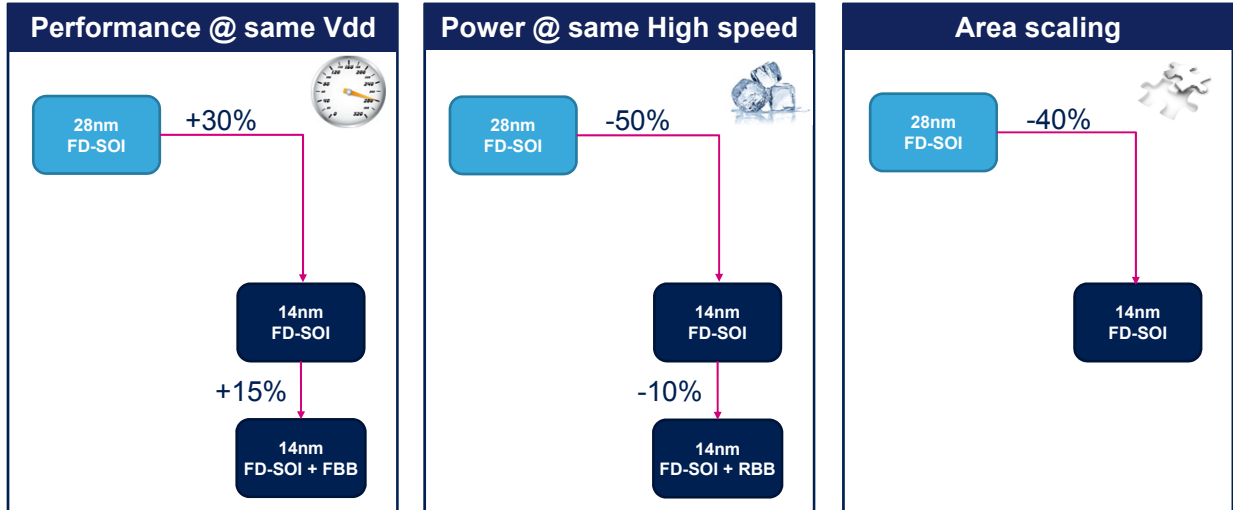 Performance @ same Vdd
28nm
FD-SOI
+30%
14nm
FD-SOI
+15%
14nm
FD-SOI + FBB
Power @ same High speed
28nm
FD-SOI
-50%
14nm
FD-SOI
-10%
14nm
FD-SOI + RBB
Area scaling
28nm
FD-SOI
-40%
14nm
FD-SOI